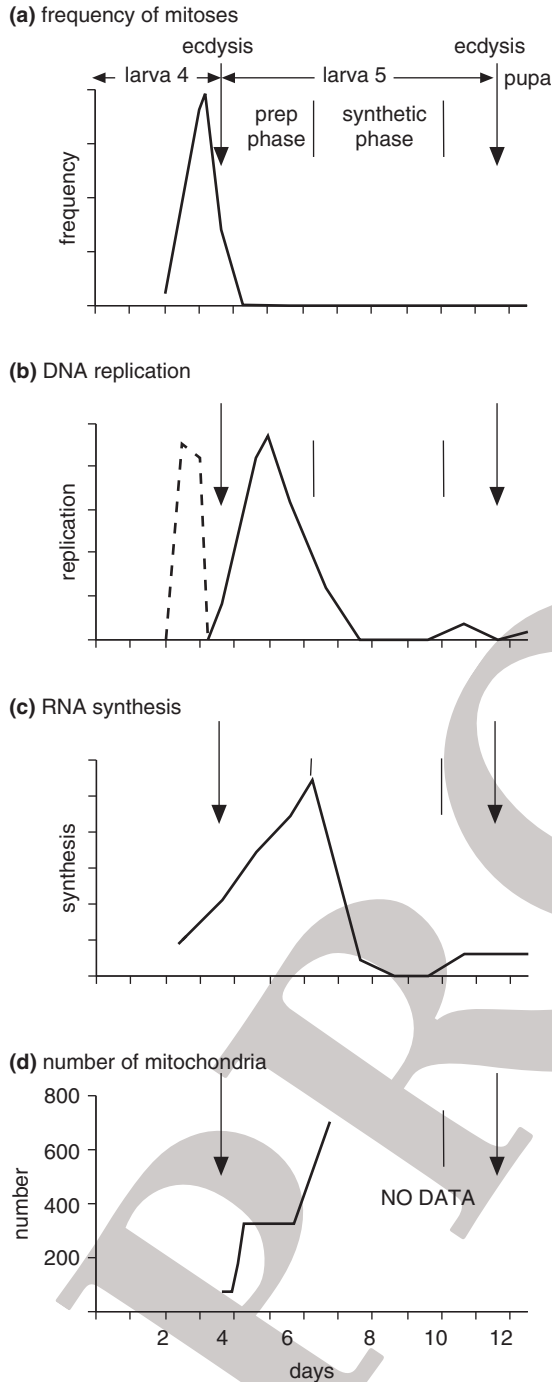 (a) frequency of mitoses
ecdysis ecdysis
larva 4 larva 5 pupa
prep synthetic
phase phase
frequency
(b) DNA replication
replication
(c) RNA synthesis
synthesis
(d) number of mitochondria
800
600
400
200
number
NO DATA
2 4 6 8 10 12
days
PRO